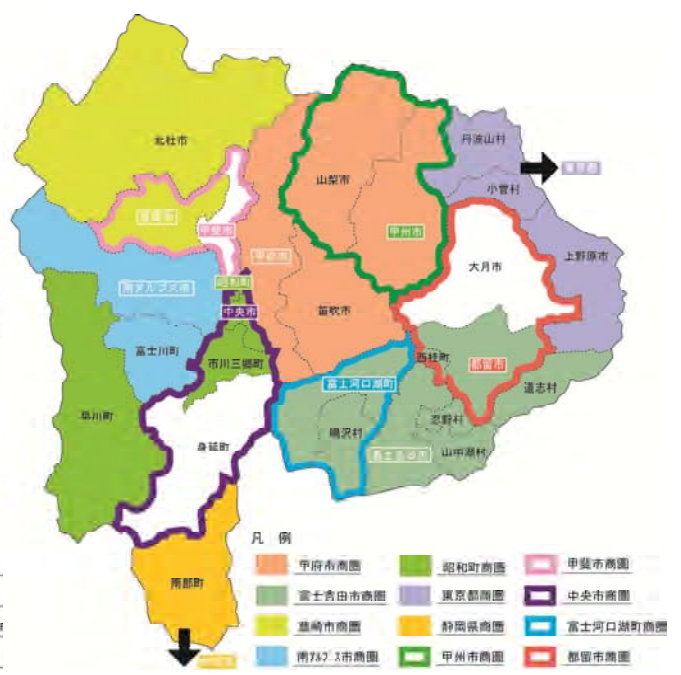 北杜市
丹波山村
東京都
小菅村
山梨市
韮崎市
甲斐市
甲州市
甲府市
大月市
上野原市
昭和町
南アルプス市
中央市
笛吹市
富士川町
市川三郷町
西桂町
都留市
富士河口湖町
道志村
早川町
忍野村
鳴沢村
身延町
富士吉田市
山中湖村
南部町
凡 例
甲府市商圏
昭和町商圏
甲斐市商圏
富士吉田市商圏
東京都商圏
中央市商圏
韮崎市商圏
静岡県商圏
富士河口湖町商圏
南アルプス市商圏
甲州市商圏
都留市商圏